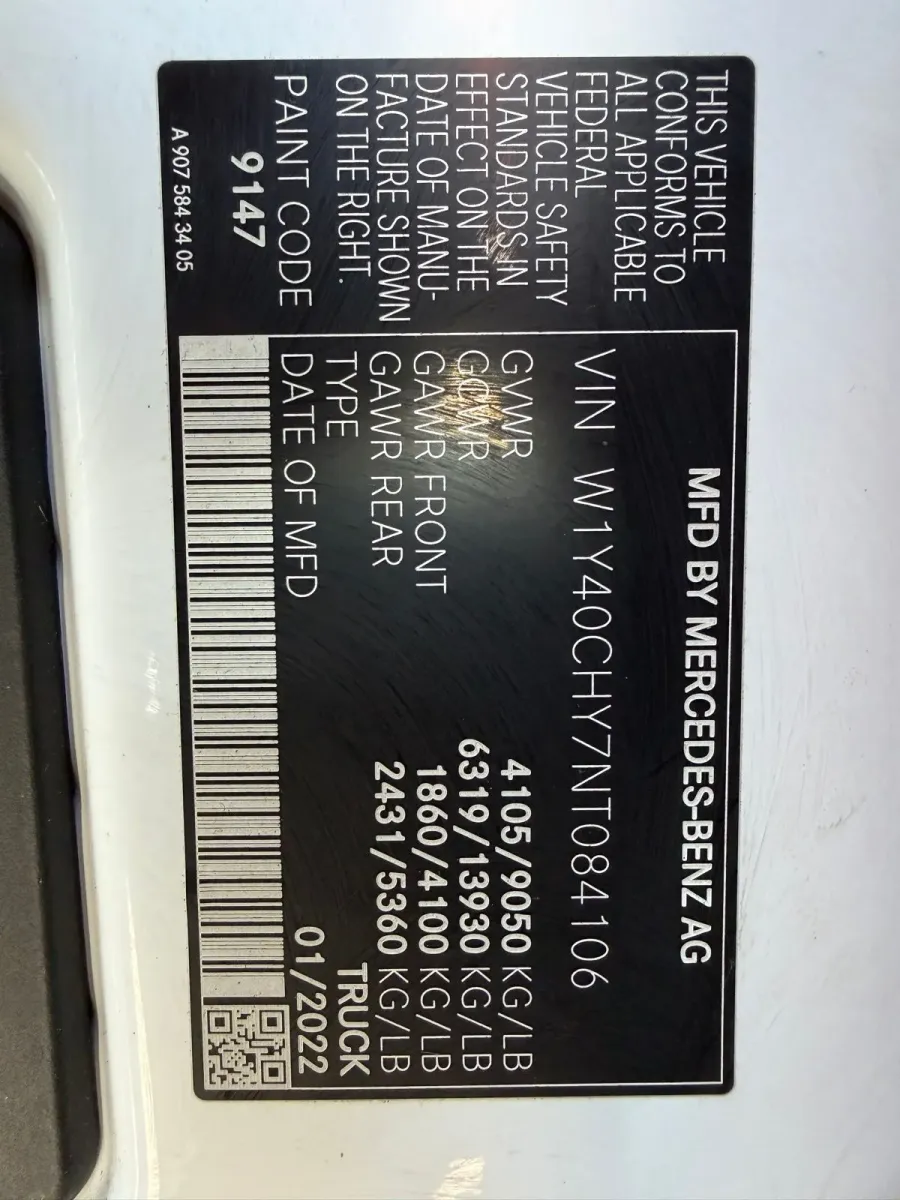 THIS VEHICLE
CONFORMS TO
ALL APPLICABLE
FEDERAL
VEHICLE SAFETY
STANDARDS IN
EFFECT ON THE
DATE OF MANU-
FACTURE SHOWN
ON THE RIGHT.
PAINT CODE
9147
A 907 584 34 05
MFD BY MERCEDES-BENZ AG
VIN W1Y40CHY7NT084106
GVWR 4105/9050 KG/LB
GCWR 6319/13930 KG/LB
GAWR FRONT 1860/4100 KG/LB
GAWR REAR 2431/5360 KG/LB
TYPE TRUCK
DATE OF MFD 01/2022